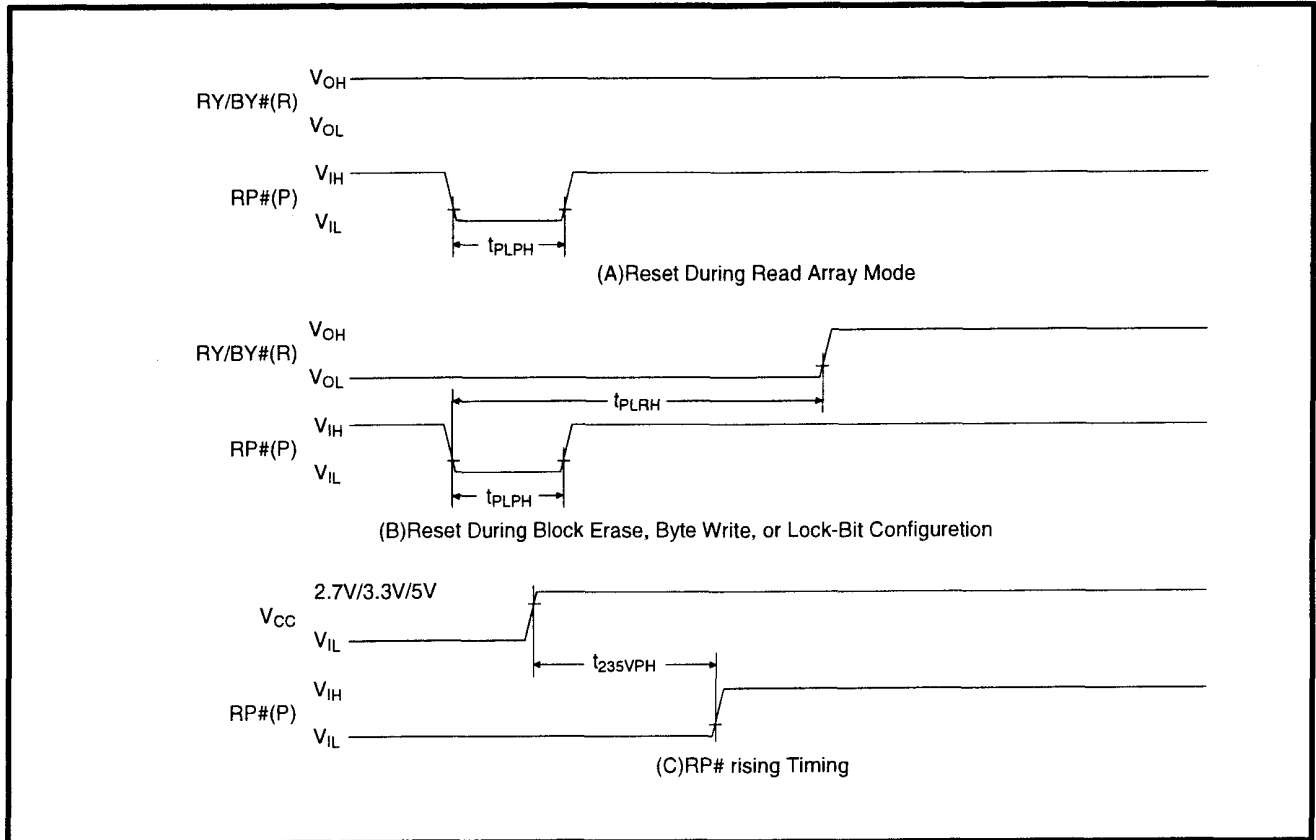 VOH
RY/BY#(R)
VOL
VIH
RP#(P)
VIL
tPLPH
(A)Reset During Read Array Mode
VOH
RY/BY#(R)
VOL
tPLRH
VIH
RP#(P)
VIL
tPLPH
(B)Reset During Block Erase, Byte Write, or Lock-Bit Configuretion
2.7V/3.3V/5V
VCC
VIL
t235VPH
VIH
RP#(P)
VIL
(C)RP# rising Timing